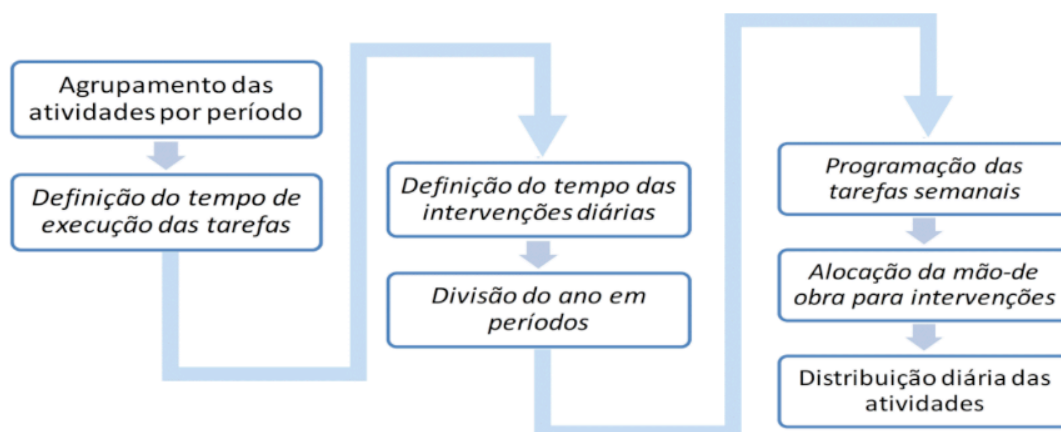 Agrupamento das
atividades por período
Definição do tempo de
execução das tarefas
Definição do tempo das
intervenções diárias
Divisão do ano em
períodos
Programação das
tarefas semanais
Alocação da mão-de
obra para intervenções
Distribuição diária das
atividades